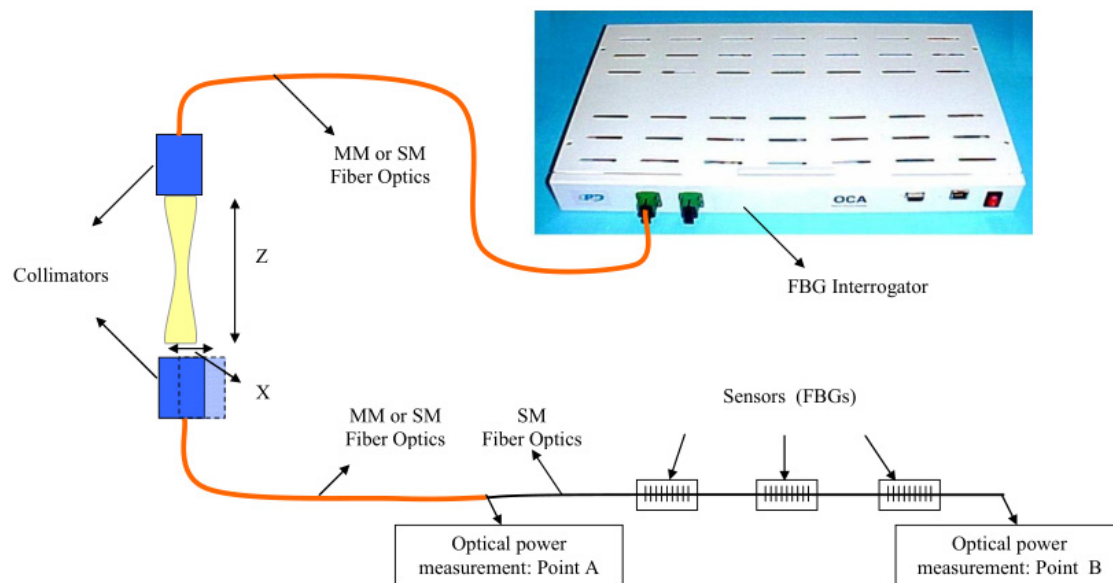 MM or SM
Fiber Optics
OCA
Collimators
Z
FBG Interrogator
X
MM or SM
Fiber Optics
SM
Fiber Optics
Sensors (FBGs)
Optical power
measurement: Point A
Optical power
measurement: Point B